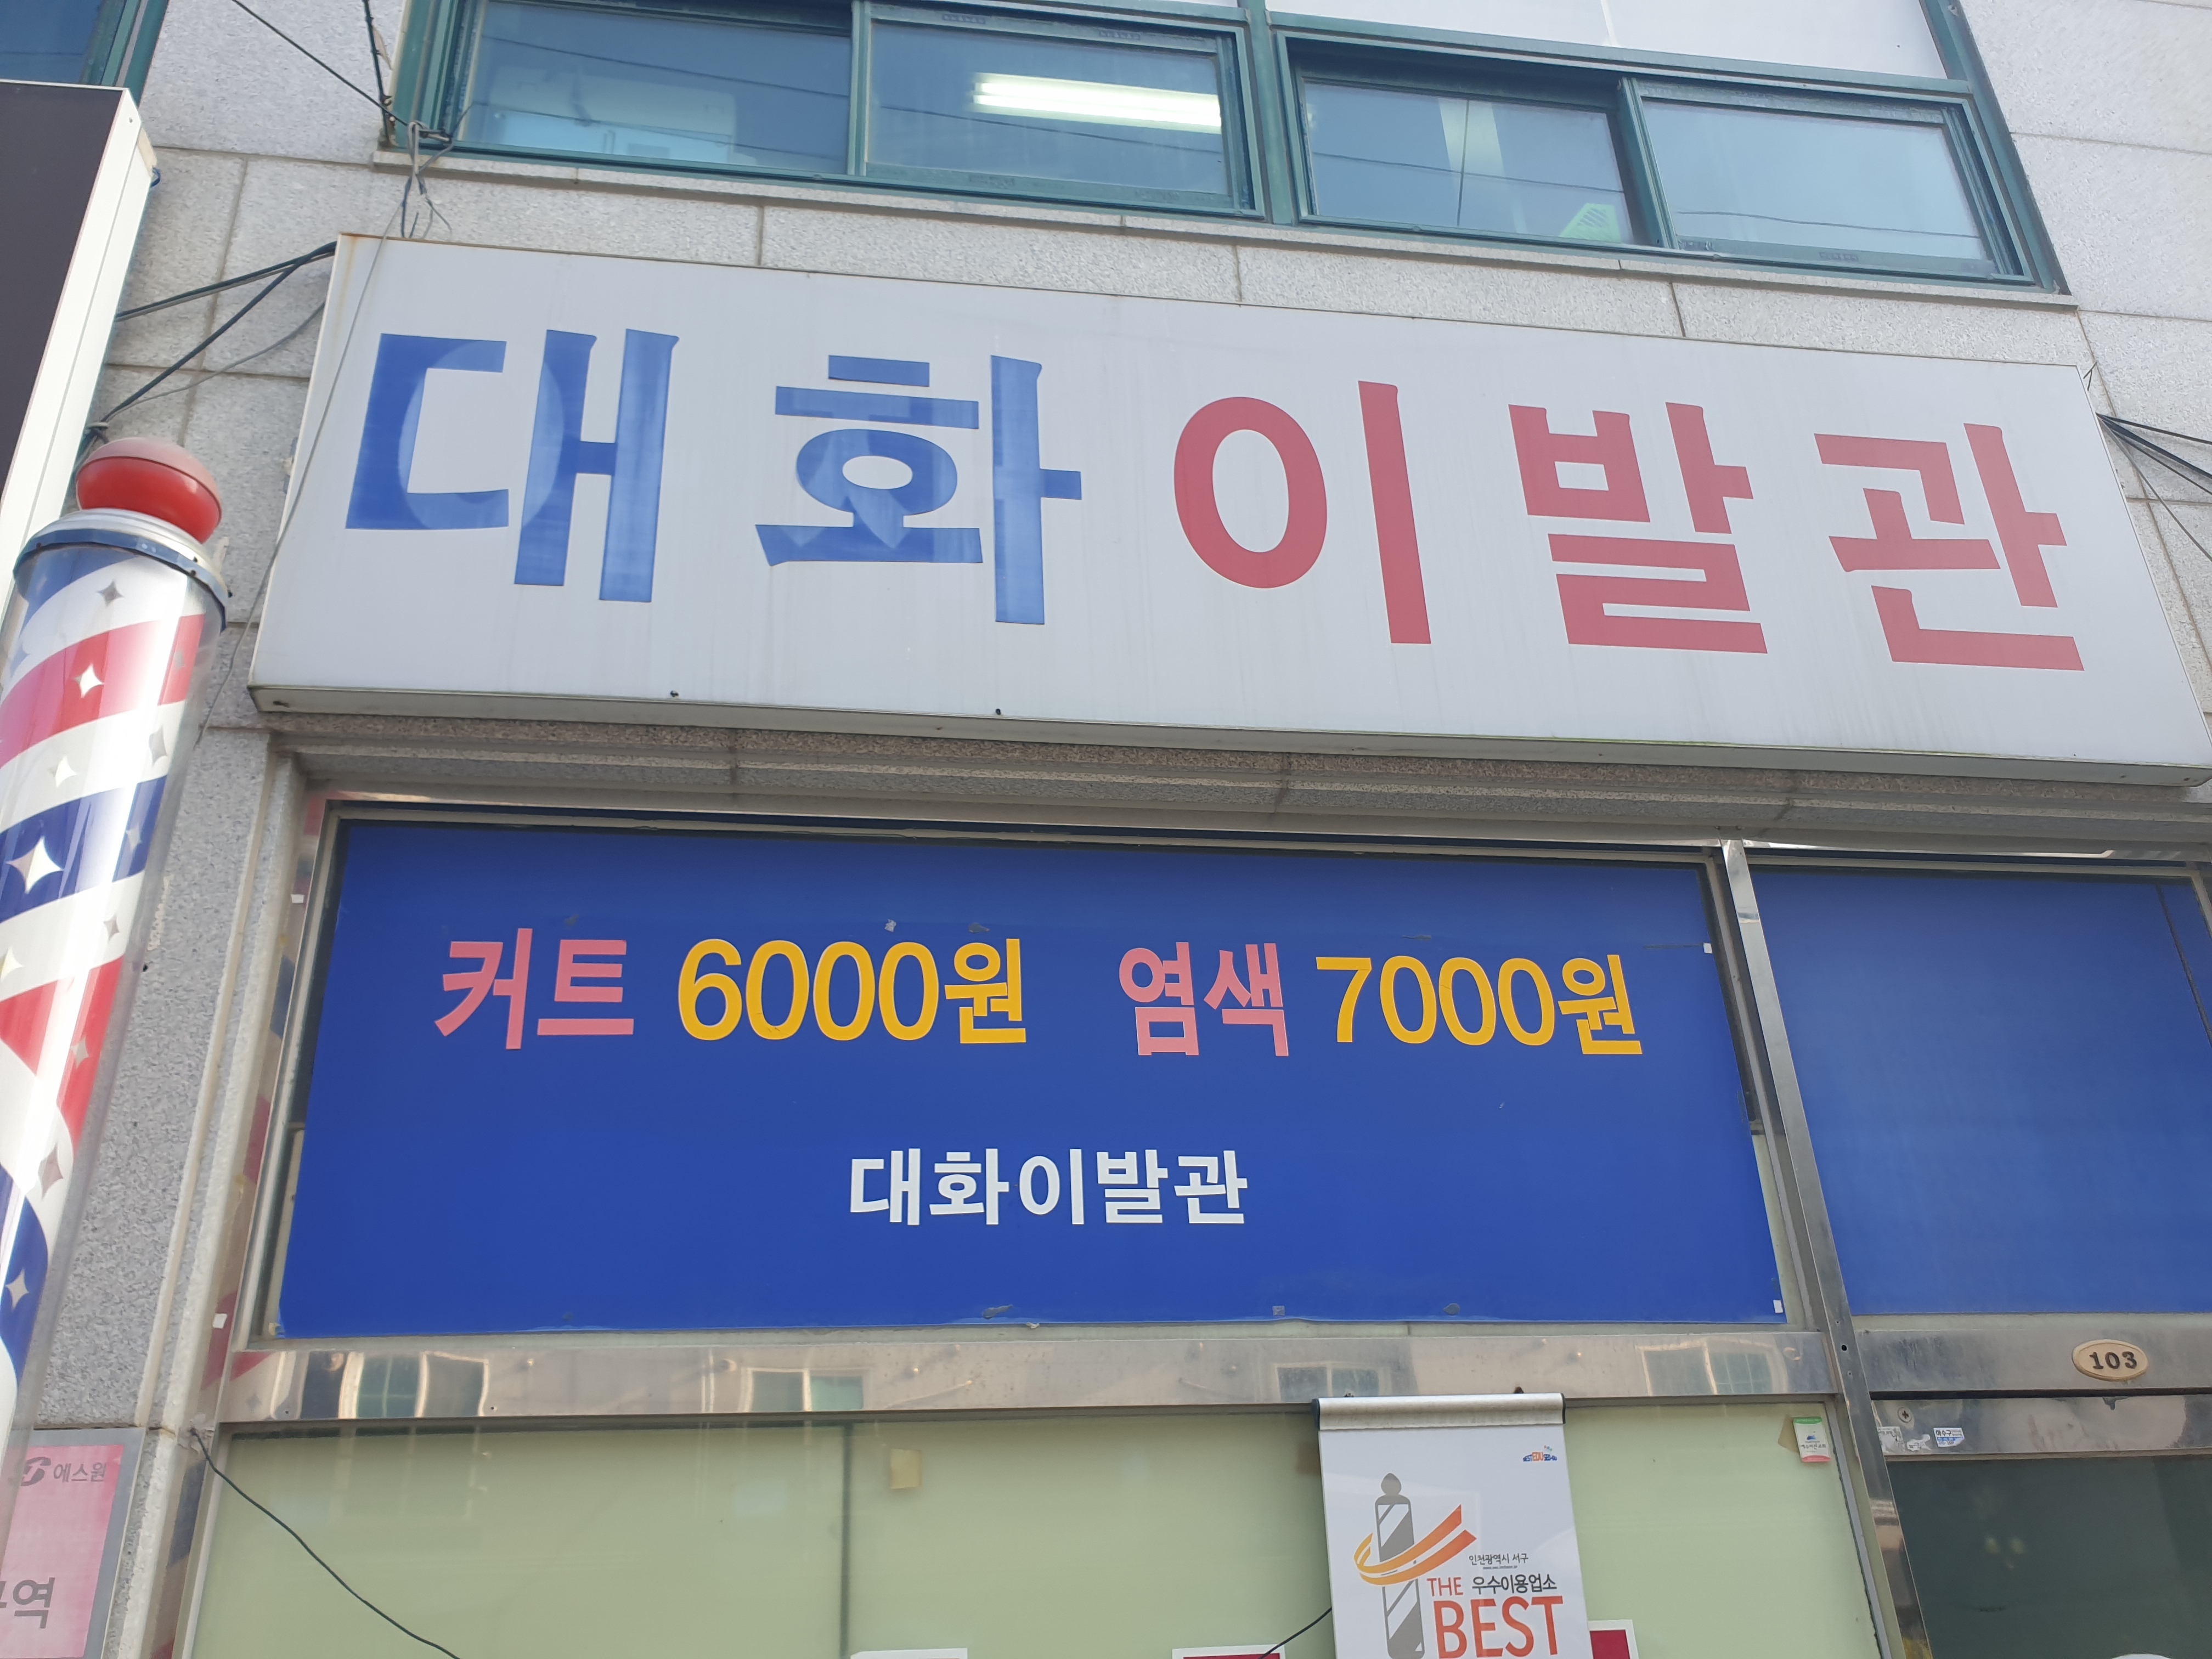 대화이발관
커트 6000원 염색 7000원
대화이발관
103
에스원
구역
인천광역시 서구
THE 우수이용업소
BEST